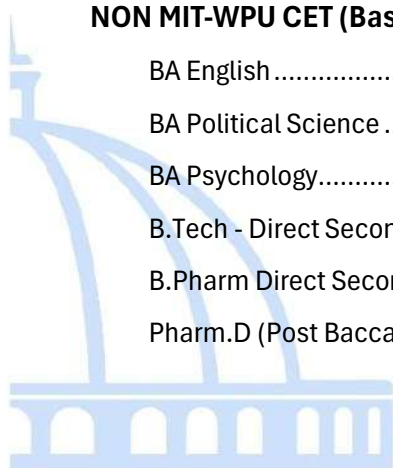 NON MIT-WPU CET (Bas
BA English..................
BA Political Science ..
BA Psychology..........
B.Tech - Direct Secon
B.Pharm Direct Secon
Pharm.D (Post Bacca